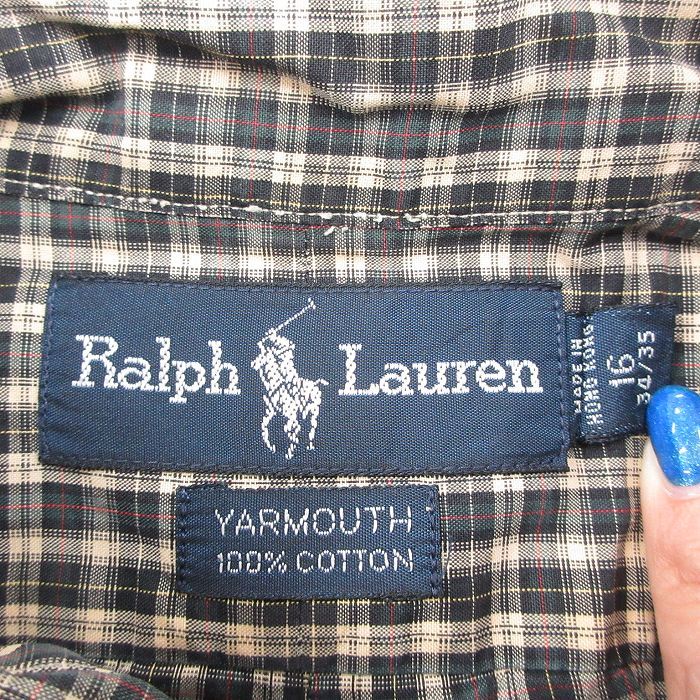 Ralph Lauren
MADE IN
HONG KONG
16
34/35
YARMOUTH
100% COTTON